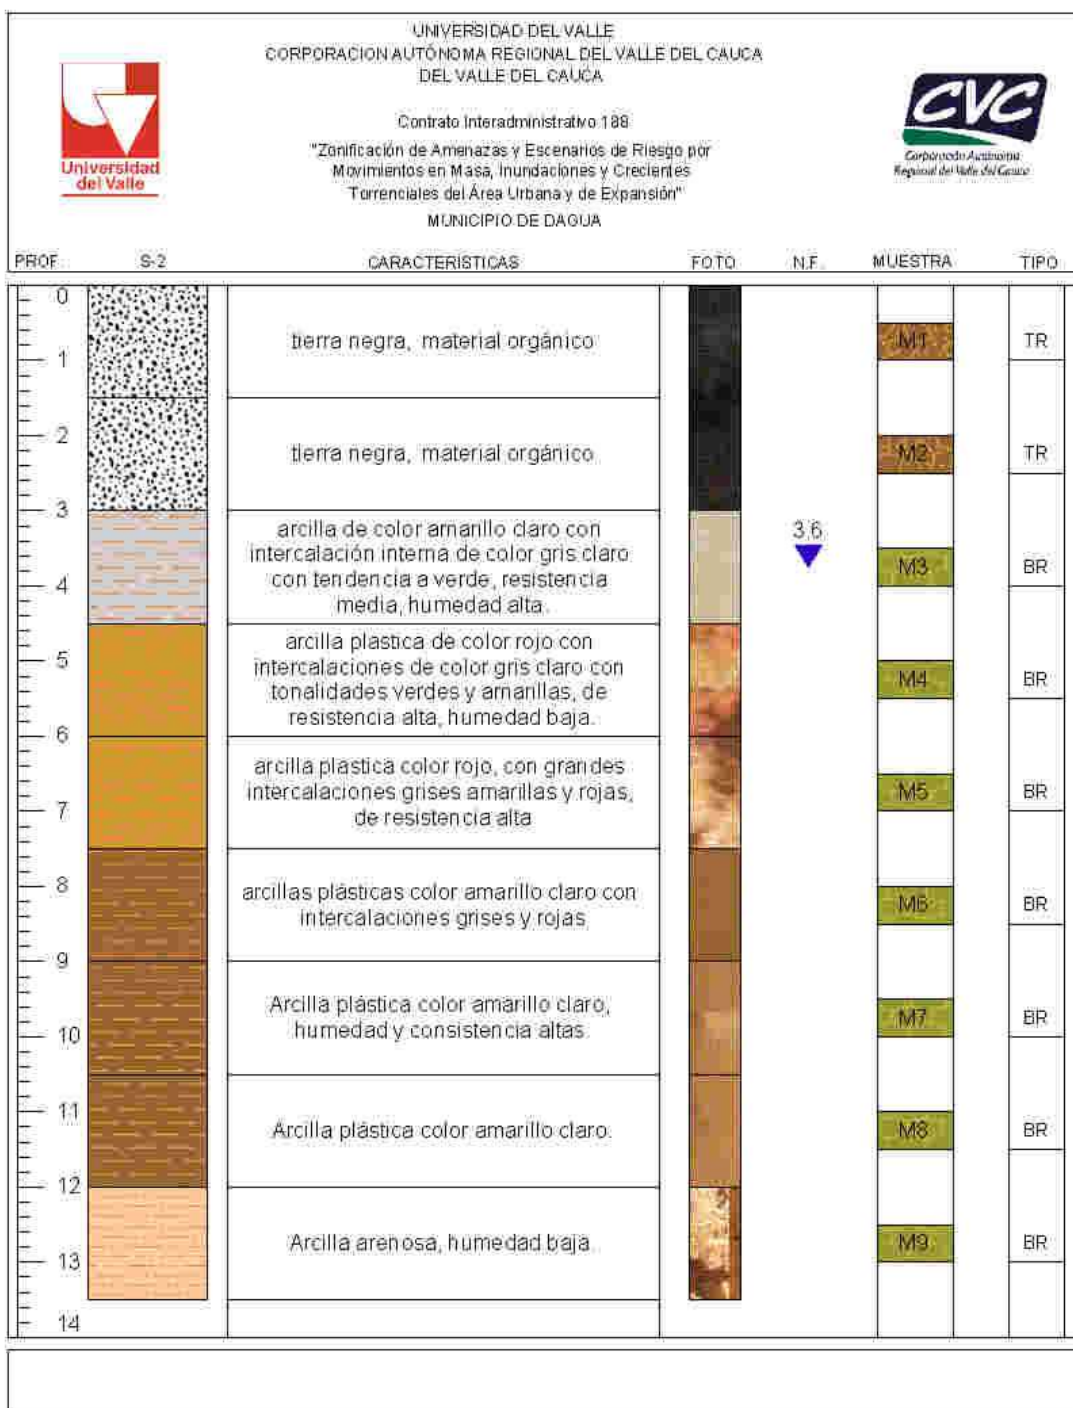 UNIVERSIDAD DEL VALLE
CORPORACION AUTÓNOMA REGIONAL DEL VALLE DEL CAUCA
DEL VALLE DEL CAUCA
Contrato Interadministrativo 188
"Zonificación de Amenazas y Escenarios de Riesgo por
Movimientos en Masa, Inundaciones y Crecientes
Torrenciales del Área Urbana y de Expansión"
MUNICIPIO DE DAGUA
Universidad
del Valle
CVC
Corporación Autónoma
Regional del Valle del Cauca
PROF. S-2 CARACTERÍSTICAS FOTO N.F. MUESTRA TIPO
0
tierra negra, material orgánico M1 TR
1
2
tierra negra, material orgánico M2 TR
3
arcilla de color amarillo claro con
intercalación interna de color gris claro
con tendencia a verde, resistencia
media, humedad alta.
3,6
M3 BR
4
arcilla plastica de color rojo con
intercalaciones de color gris claro con
tonalidades verdes y amarillas, de
resistencia alta, humedad baja.
5
M4 BR
6
arcilla plastica color rojo, con grandes
intercalaciones grises amarillas y rojas,
de resistencia alta
M5 BR
7
8
arcillas plásticas color amarillo claro con
intercalaciones grises y rojas
M6 BR
9
Arcilla plástica color amarillo claro,
humedad y consistencia altas.
M7 BR
10
11
Arcilla plástica color amarillo claro. M8 BR
12
Arcilla arenosa, humedad baja M9 BR
13
14